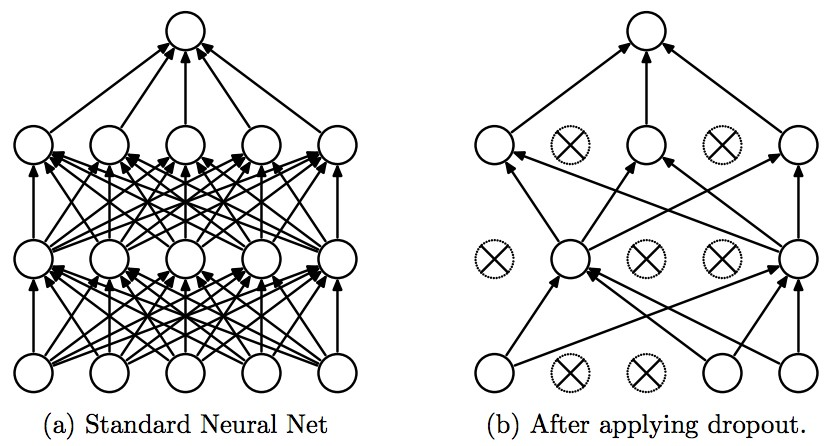 (a) Standard Neural Net
(b) After applying dropout.